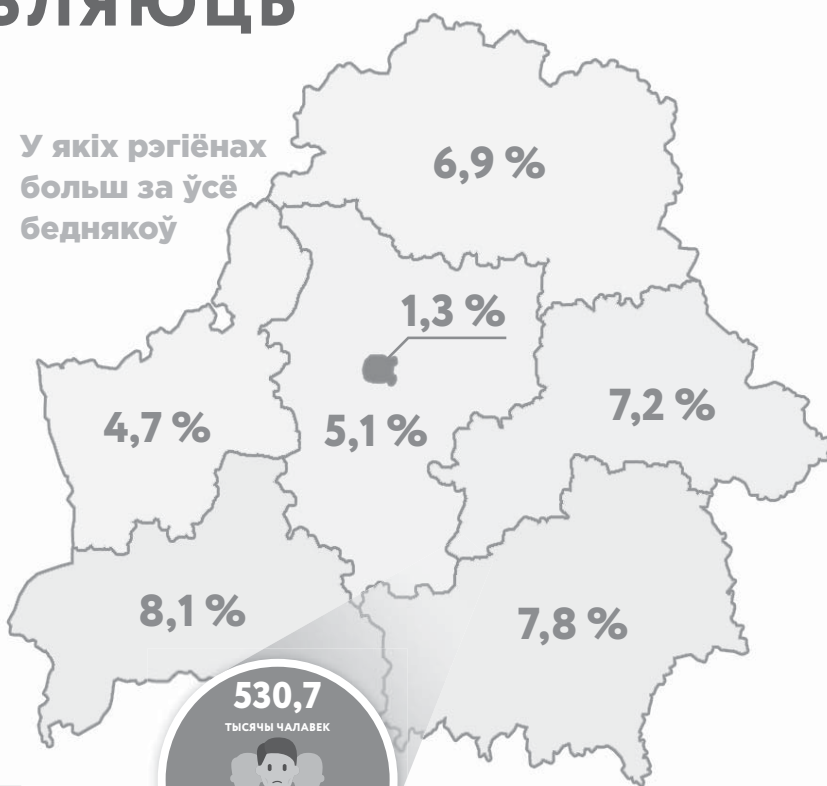 У якіх рэгіёнах
больш за ўсё
беднякоў
6,9 %
1,3 %
7,2 %
4,7 %
5,1 %
8,1 %
7,8 %
530,7
ТЫСЯЧЫ ЧАЛАВЕК